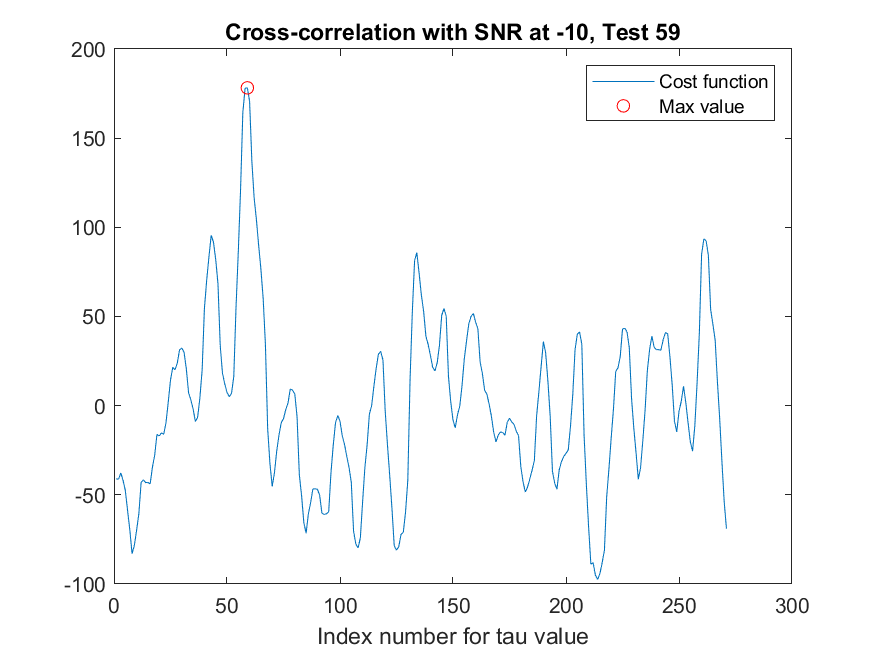 Cross-correlation with SNR at -10, Test 59
200
150
100
50
0
-50
-100
0 50 100 150 200 250 300
Index number for tau value
Cost function
Max value